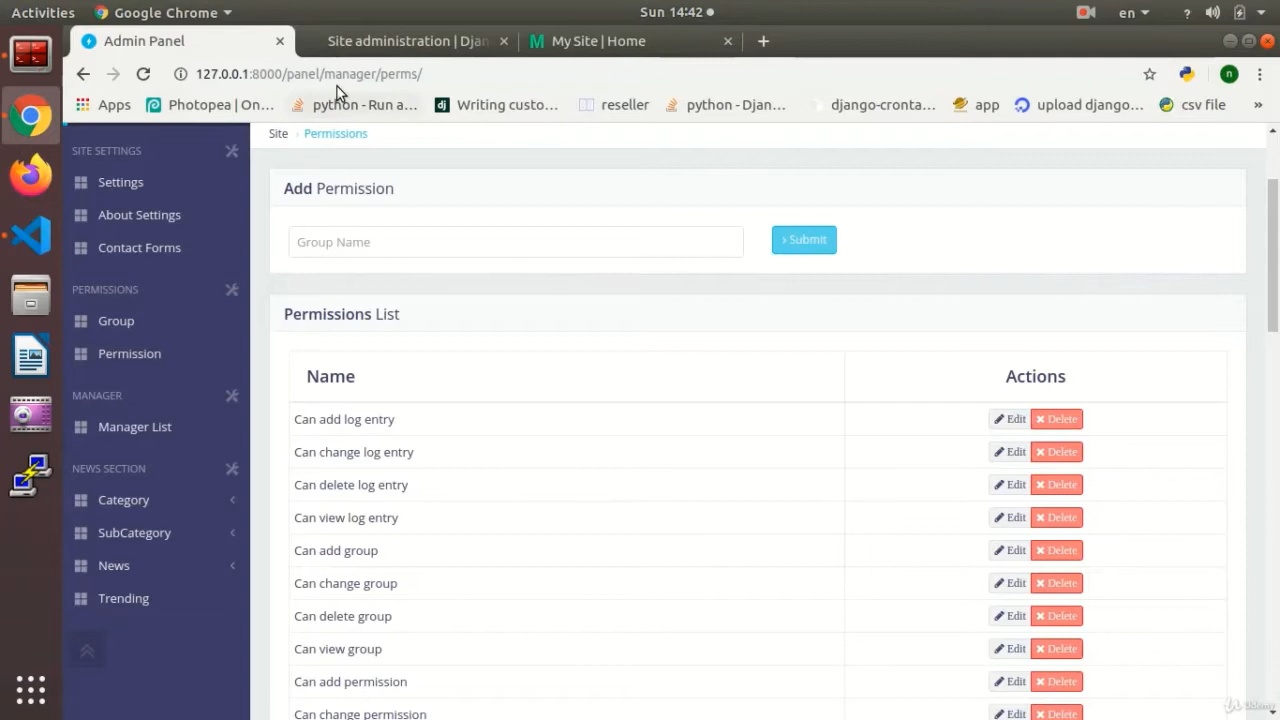 Activities Google Chrome Sun 14:42 en ?
Admin Panel × Site administration | Djan × My Site | Home × +
127.0.0.1:8000/panel/manager/perms/ n
Apps Photopea | On... python - Run a... dj Writing custo... reseller python - Djan... django-cronta... app upload django... csv file »
SITE SETTINGS
Settings
About Settings
Contact Forms
PERMISSIONS
Group
Permission
MANAGER
Manager List
NEWS SECTION
Category
SubCategory
News
Trending
Site › Permissions
Add Permission
Group Name › Submit
Permissions List
Name Actions
Can add log entry Edit Delete
Can change log entry Edit Delete
Can delete log entry Edit Delete
Can view log entry Edit Delete
Can add group Edit Delete
Can change group Edit Delete
Can delete group Edit Delete
Can view group Edit Delete
Can add permission Edit Delete
Can change permission Edit Delete
Udemy